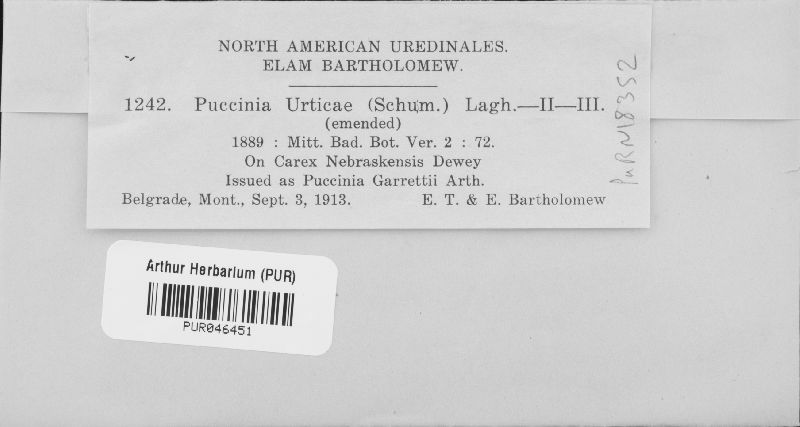 NORTH AMERICAN UREDINALES.
ELAM BARTHOLOMEW.
1242. Puccinia Urticae (Schum.) Lagh.—II—III.
(emended)
1889 : Mitt. Bad. Bot. Ver. 2 : 72.
On Carex Nebraskensis Dewey
Issued as Puccinia Garrettii Arth.
Belgrade, Mont., Sept. 3, 1913. E. T. & E. Bartholomew
PURN18352
Arthur Herbarium (PUR)
PUR046451